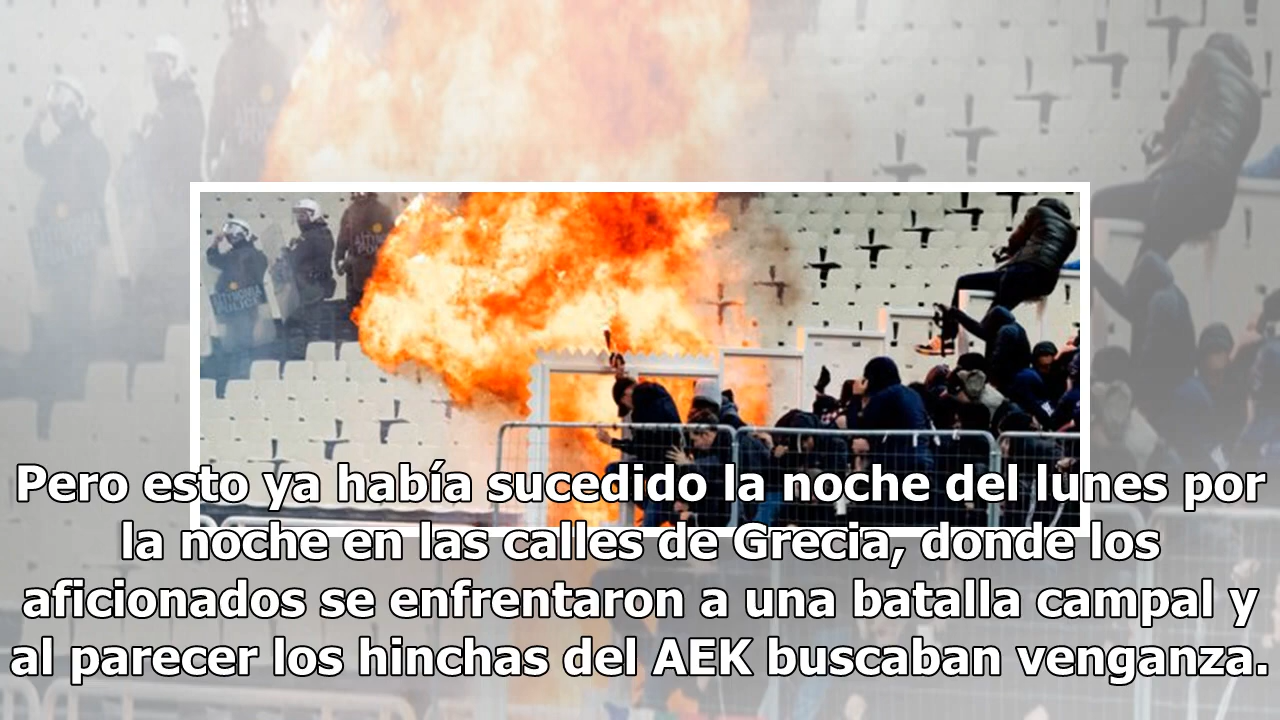 Pero esto ya había sucedido la noche del lunes por
la noche en las calles de Grecia, donde los
aficionados se enfrentaron a una batalla campal y
al parecer los hinchas del AEK buscaban venganza.